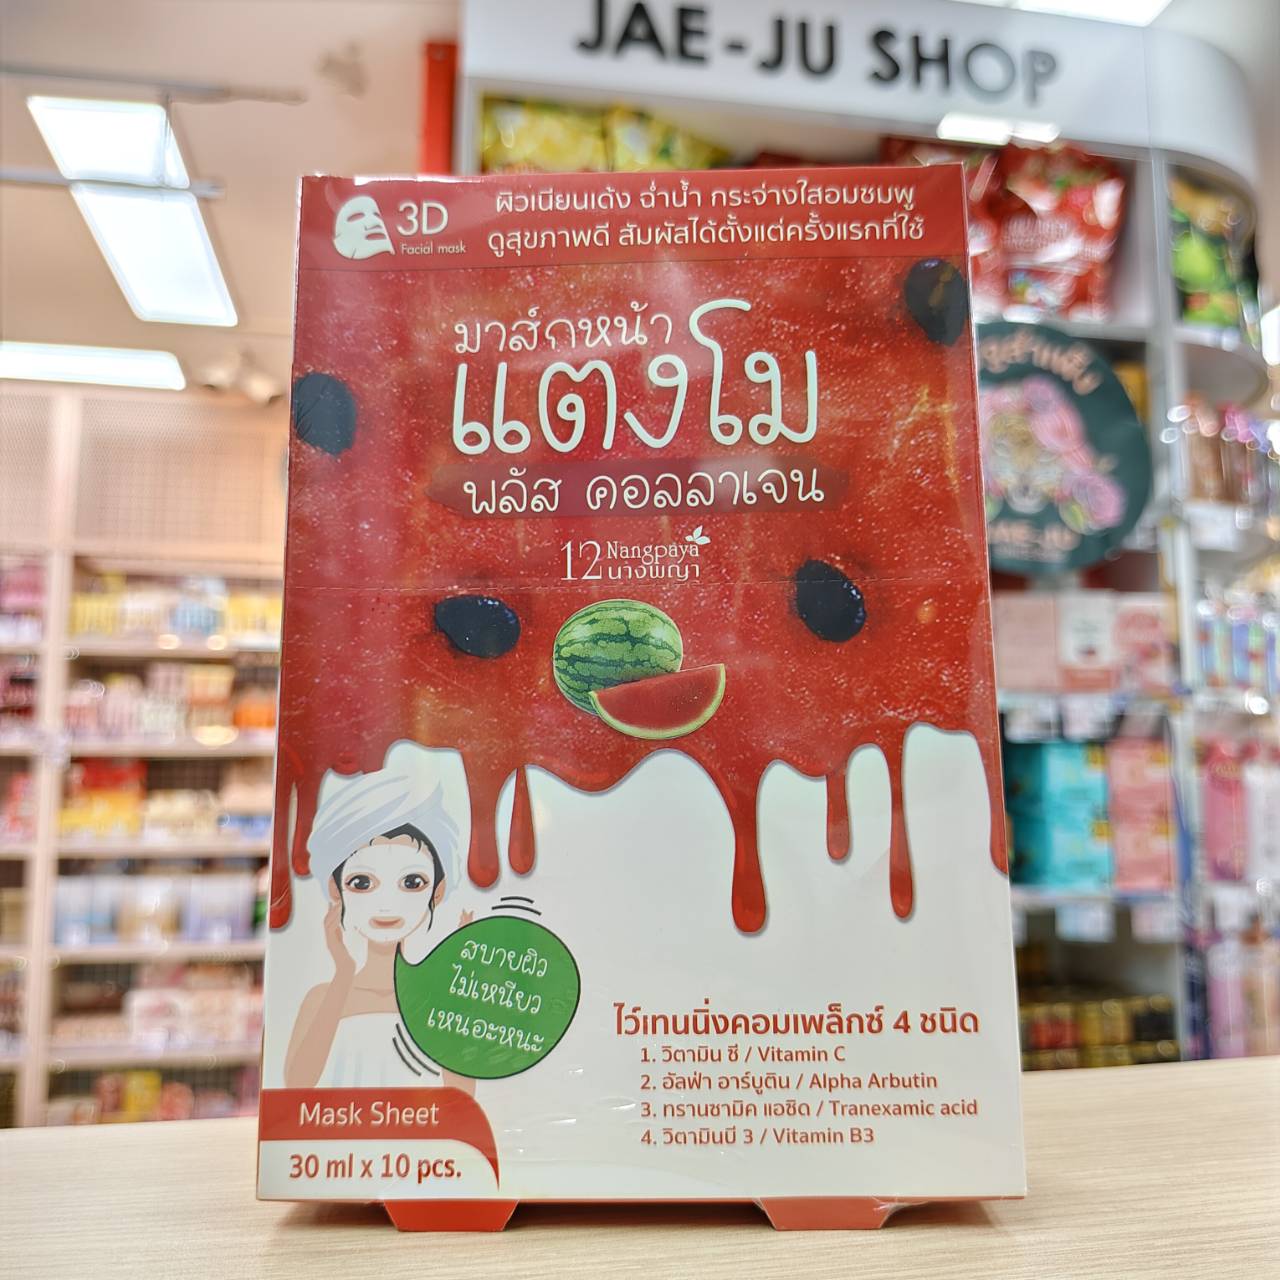 JAE-JU SHOP
3D
Facial mask
ผิวเนียนเด้ง ฉ่ำน้ำ กระจ่างใสอมชมพู
ดูสุขภาพดี สัมผัสได้ตั้งแต่ครั้งแรกที่ใช้
มาส์กหน้า
แตงโม
พลัส คอลลาเจน
12 Nangpaya
นางพญา
สบายผิว
ไม่เหนียว
เหนอะหนะ
ไว์เทนนิ่งคอมเพล็กซ์ 4 ชนิด
1. วิตามิน ซี / Vitamin C
2. อัลฟ่า อาร์บูติน / Alpha Arbutin
3. ทรานซามิค แอซิด / Tranexamic acid
4. วิตามินบี 3 / Vitamin B3
Mask Sheet
30 ml x 10 pcs.
JAE-JU